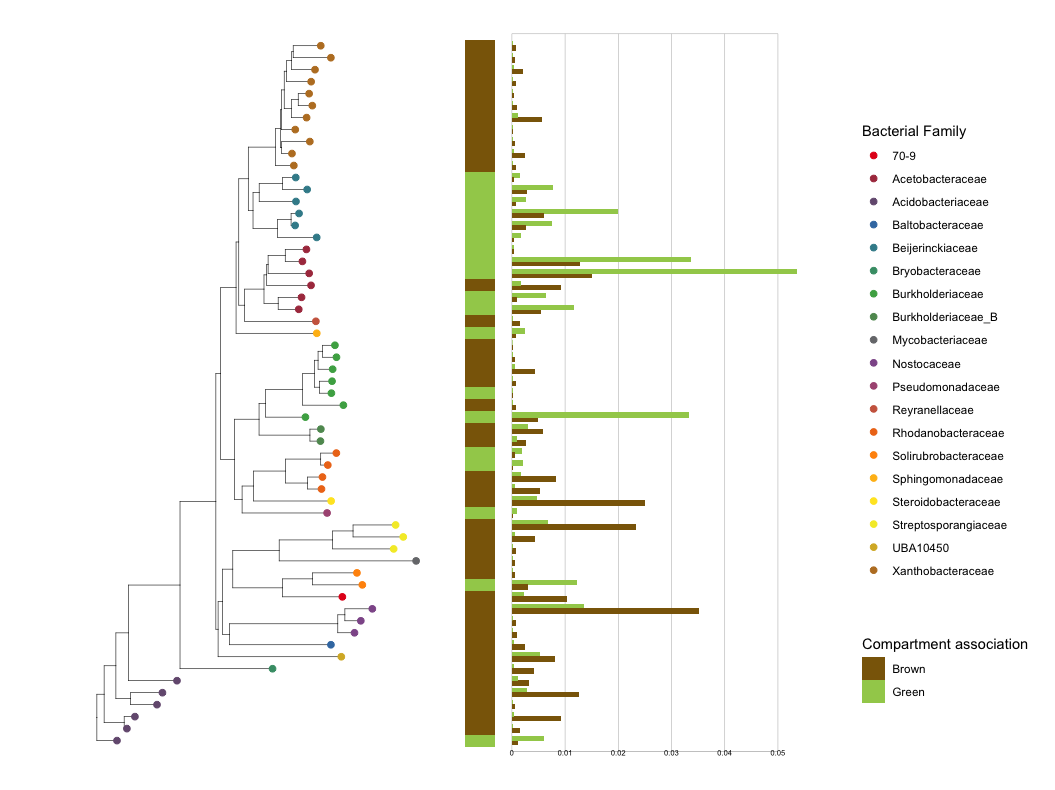 Bacterial Family
70-9
Acetobacteraceae
Acidobacteriaceae
Baltobacteraceae
Beijerinckiaceae
Bryobacteraceae
Burkholderiaceae
Burkholderiaceae_B
Mycobacteriaceae
Nostocaceae
Pseudomonadaceae
Reyranellaceae
Rhodanobacteraceae
Solirubrobacteraceae
Sphingomonadaceae
Steroidobacteraceae
Streptosporangiaceae
UBA10450
Xanthobacteraceae
Compartment association
Brown
Green
0 0.01 0.02 0.03 0.04 0.05